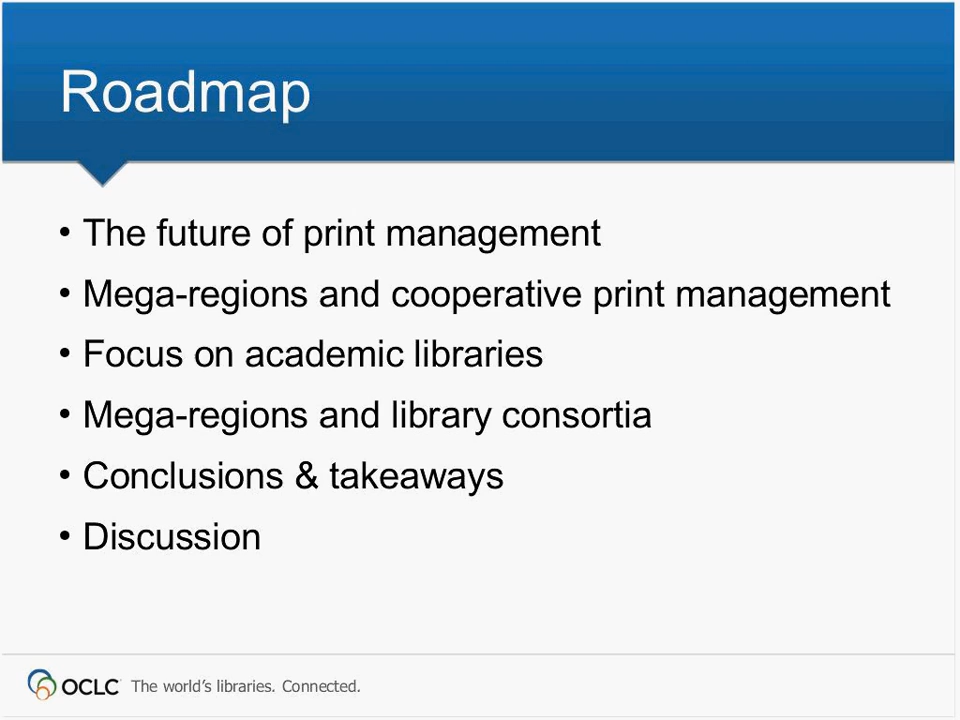 Roadmap
• The future of print management
• Mega-regions and cooperative print management
• Focus on academic libraries
• Mega-regions and library consortia
• Conclusions & takeaways
• Discussion
OCLC The world’s libraries. Connected.